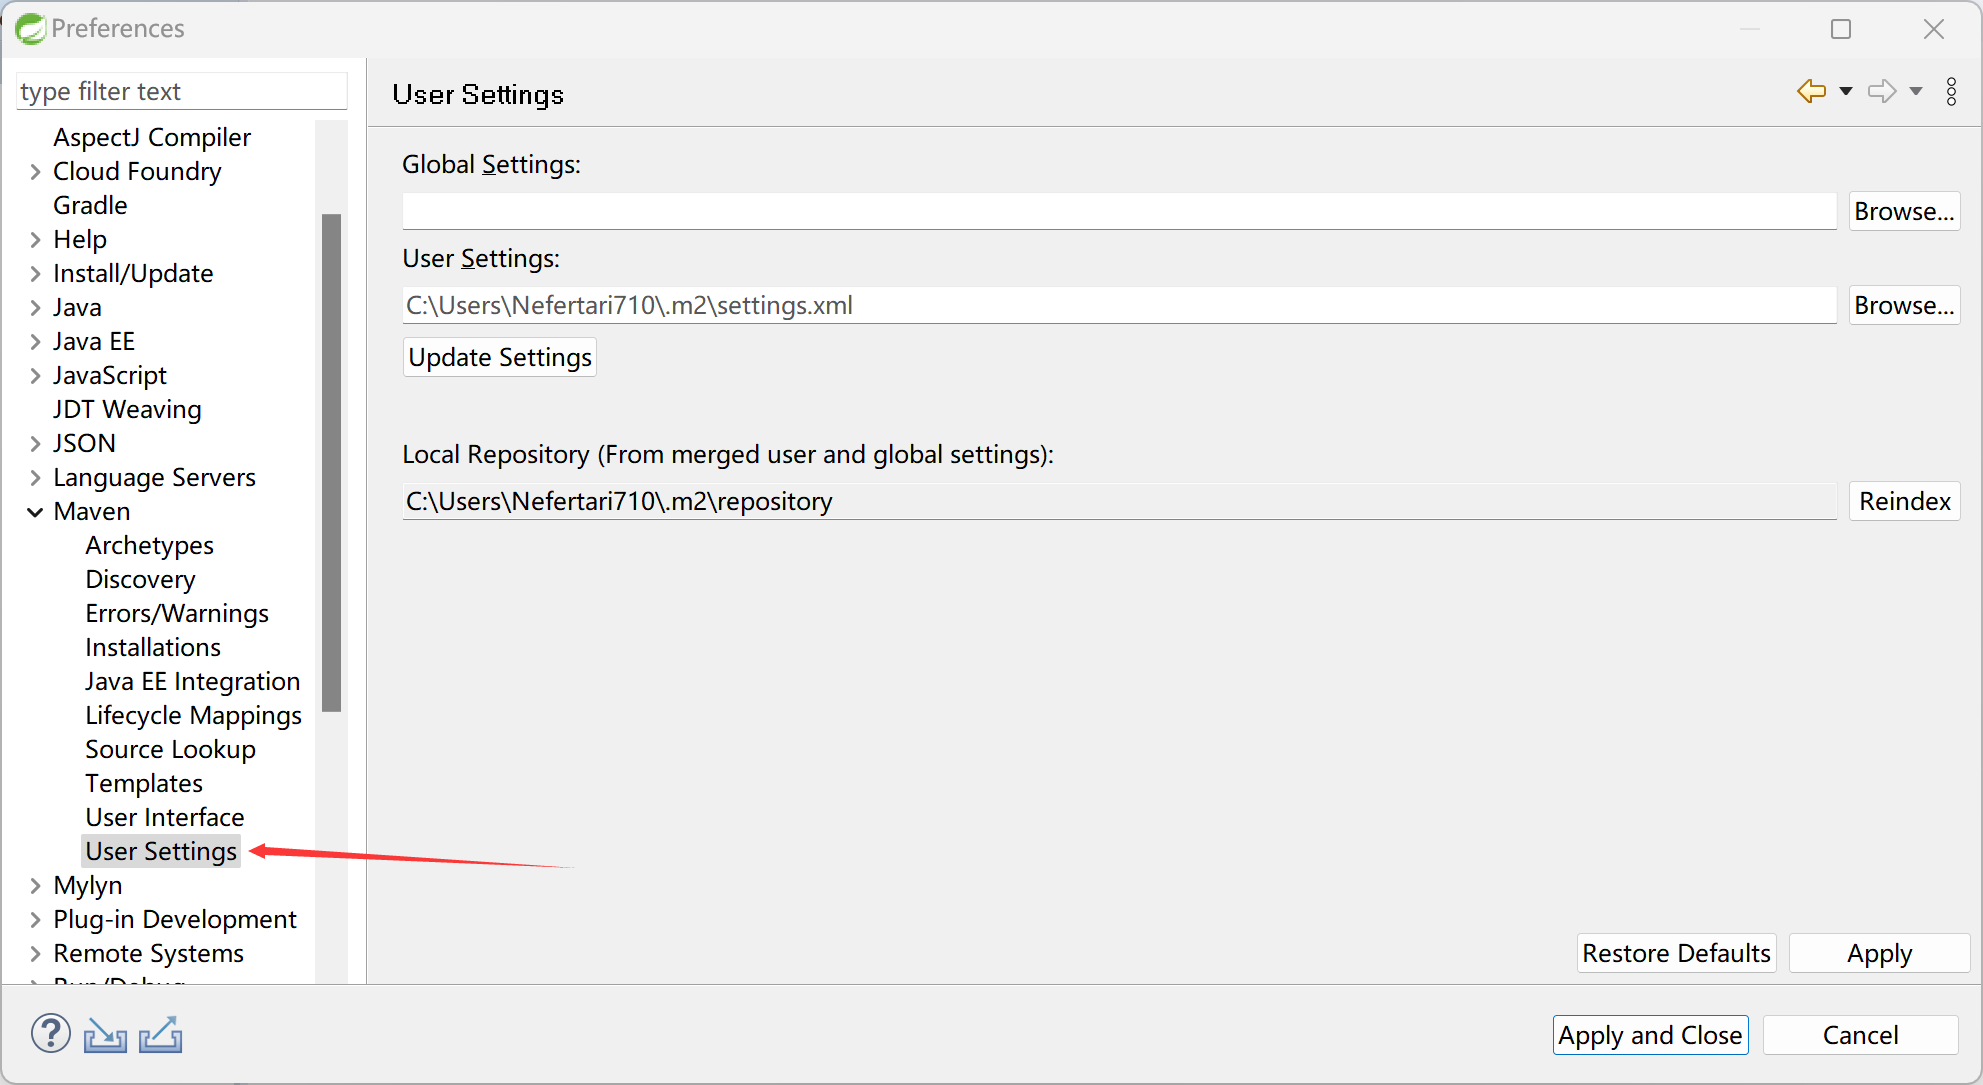 Preferences
type filter text
AspectJ Compiler
Cloud Foundry
Gradle
Help
Install/Update
Java
Java EE
JavaScript
JDT Weaving
JSON
Language Servers
Maven
Archetypes
Discovery
Errors/Warnings
Installations
Java EE Integration
Lifecycle Mappings
Source Lookup
Templates
User Interface
User Settings
Mylyn
Plug-in Development
Remote Systems
Run/Debug
User Settings
Global Settings:
Browse...
User Settings:
C:\Users\Nefertari710\.m2\settings.xml
Browse...
Update Settings
Local Repository (From merged user and global settings):
C:\Users\Nefertari710\.m2\repository
Reindex
Restore Defaults
Apply
Apply and Close
Cancel